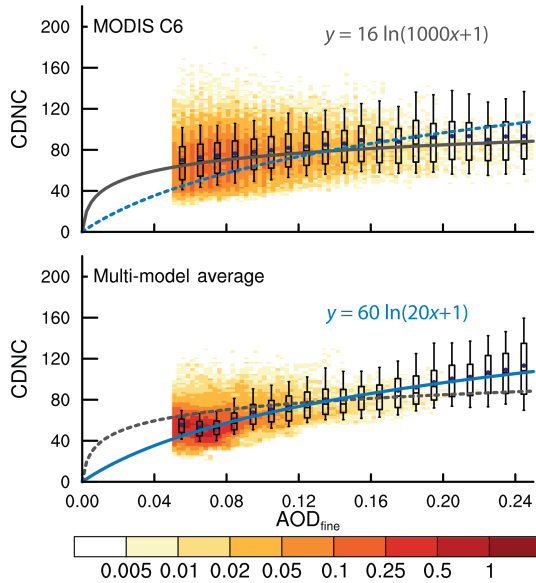 MODIS C6
y = 16 ln(1000x+1)
CDNC
200
160
120
80
40
0
Multi-model average
y = 60 ln(20x+1)
CDNC
200
160
120
80
40
0
0.00 0.04 0.08 0.12 0.16 0.20 0.24
AODfine
0.005 0.01 0.02 0.05 0.1 0.25 0.5 1